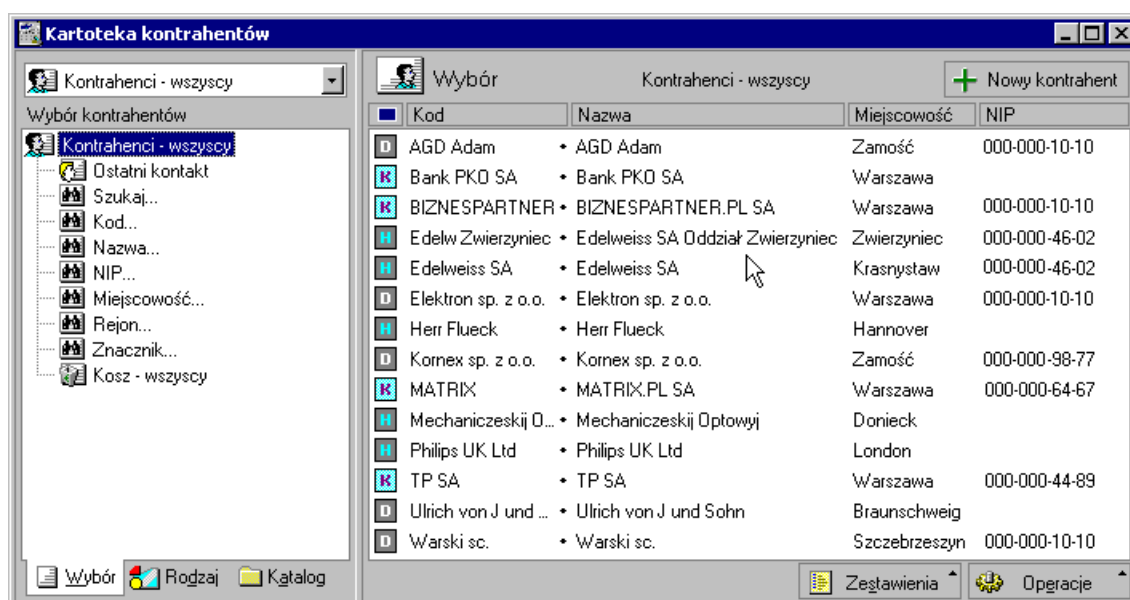 Kartoteka kontrahentów
Kontrahenci - wszyscy
Wybór kontrahentów
Kontrahenci - wszyscy
Ostatni kontakt
Szukaj...
Kod...
Nazwa...
NIP...
Miejscowość...
Rejon...
Znacznik...
Kosz - wszyscy
Wybór Rodzaj Katalog
Wybór Kontrahenci - wszyscy Nowy kontrahent
Kod Nazwa Miejscowość NIP
D AGD Adam • AGD Adam Zamość 000-000-10-10
K Bank PKO SA • Bank PKO SA Warszawa
K BIZNESPARTNER • BIZNESPARTNER.PL SA Warszawa 000-000-10-10
H Edelw Zwierzyniec • Edelweiss SA Oddział Zwierzyniec Zwierzyniec 000-000-46-02
H Edelweiss SA • Edelweiss SA Krasnystaw 000-000-46-02
D Elektron sp. z o.o. • Elektron sp. z o.o. Warszawa 000-000-10-10
H Herr Flueck • Herr Flueck Hannover
D Kornex sp. z o.o. • Kornex sp. z o.o. Zamość 000-000-98-77
K MATRIX • MATRIX.PL SA Warszawa 000-000-64-67
H Mechaniczeskij O... • Mechaniczeskij Optowyj Donieck
H Philips UK Ltd • Philips UK Ltd London
K TP SA • TP SA Warszawa 000-000-44-89
D Ulrich von J und ... • Ulrich von J und Sohn Braunschweig
D Warski sc. • Warski sc. Szczebrzeszyn 000-000-10-10
Zestawienia Operacje